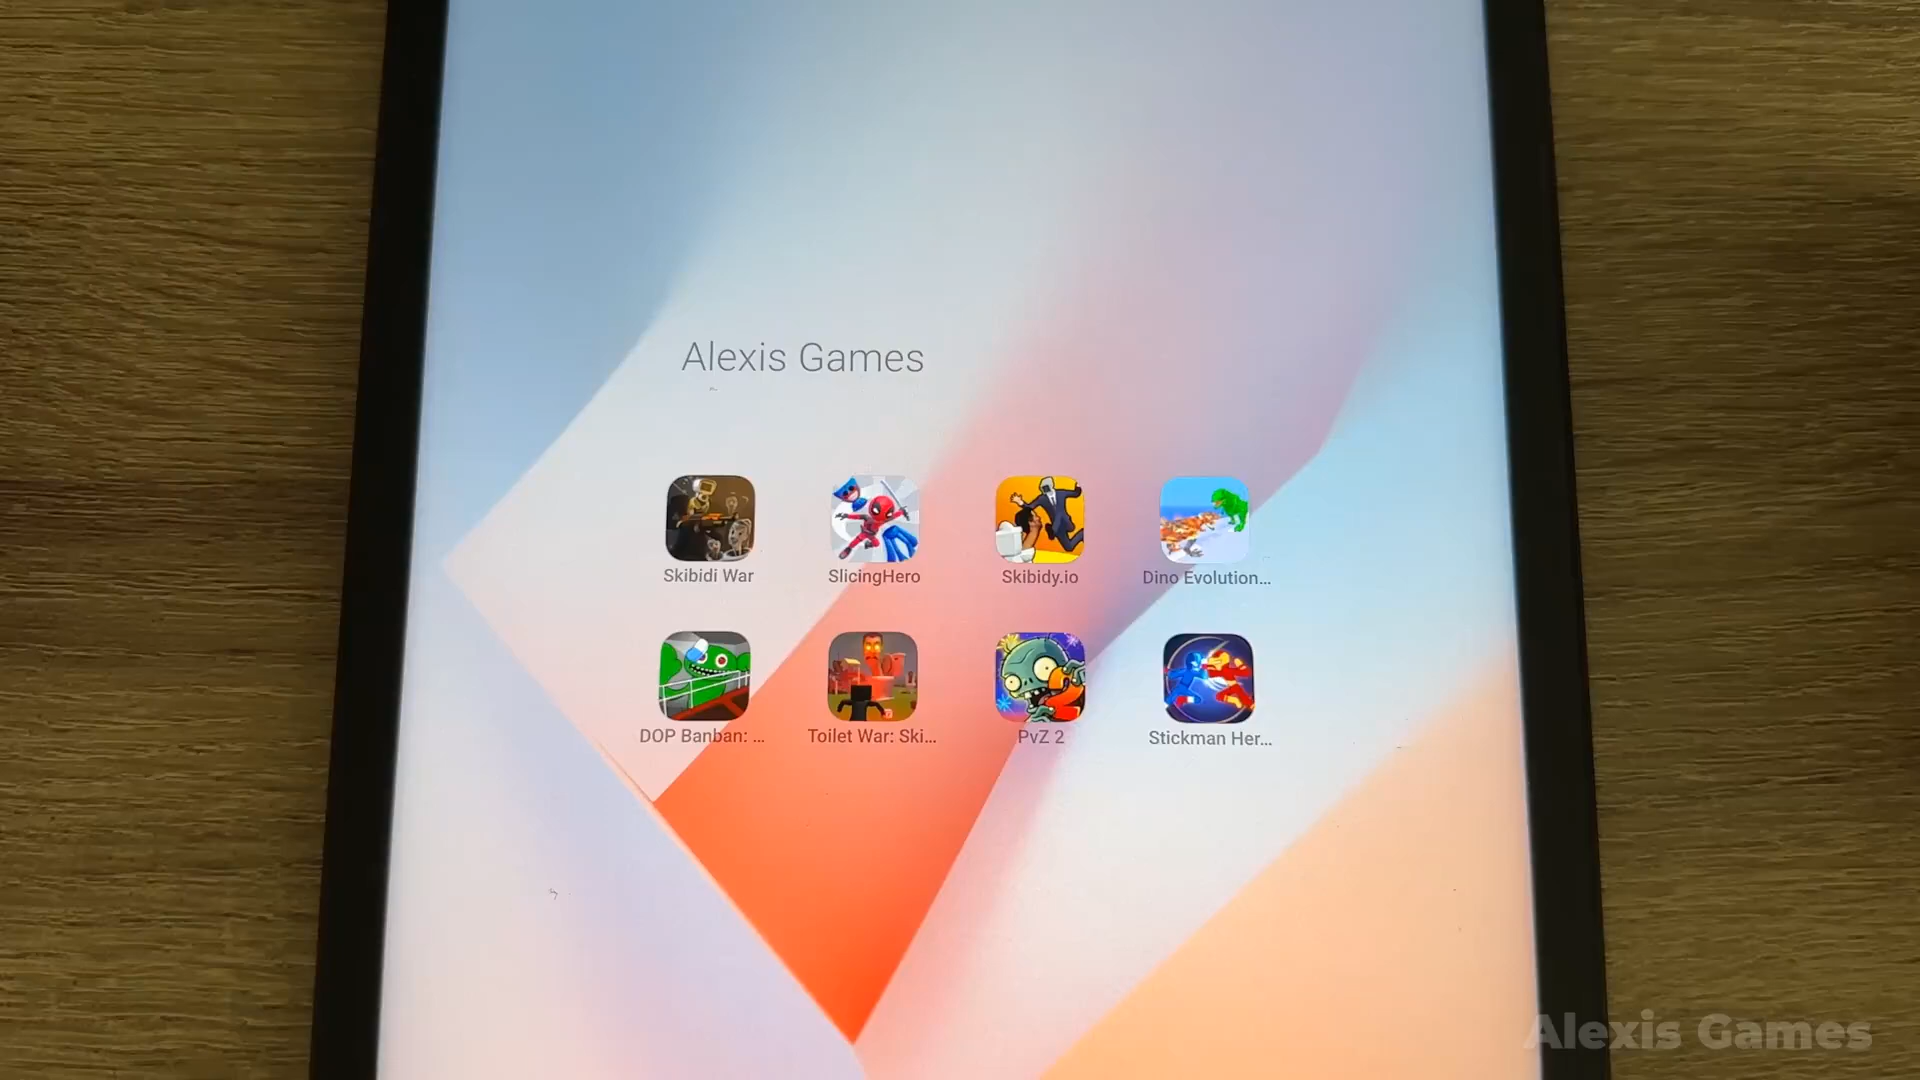 Alexis Games
Skibidi War
SlicingHero
Skibidy.io
Dino Evolution...
DOP Banban: ...
Toilet War: Ski...
PvZ 2
Stickman Her...
Alexis Games